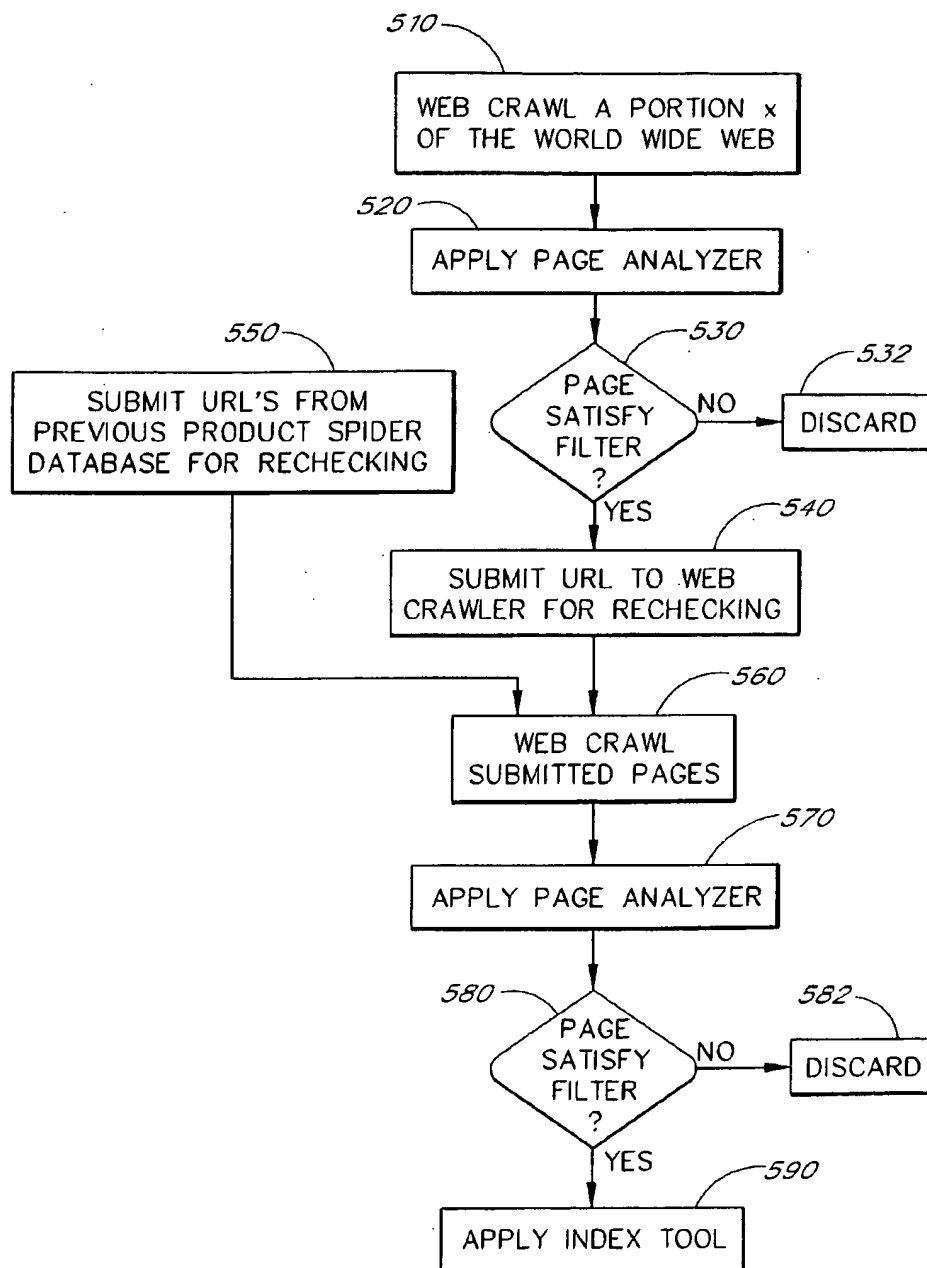 510
WEB CRAWL A PORTION x
OF THE WORLD WIDE WEB
520
APPLY PAGE ANALYZER
530
PAGE
SATISFY
FILTER
?
NO
532
DISCARD
YES
550
SUBMIT URL'S FROM
PREVIOUS PRODUCT SPIDER
DATABASE FOR RECHECKING
540
SUBMIT URL TO WEB
CRAWLER FOR RECHECKING
560
WEB CRAWL
SUBMITTED PAGES
570
APPLY PAGE ANALYZER
580
PAGE
SATISFY
FILTER
?
NO
582
DISCARD
YES
590
APPLY INDEX TOOL